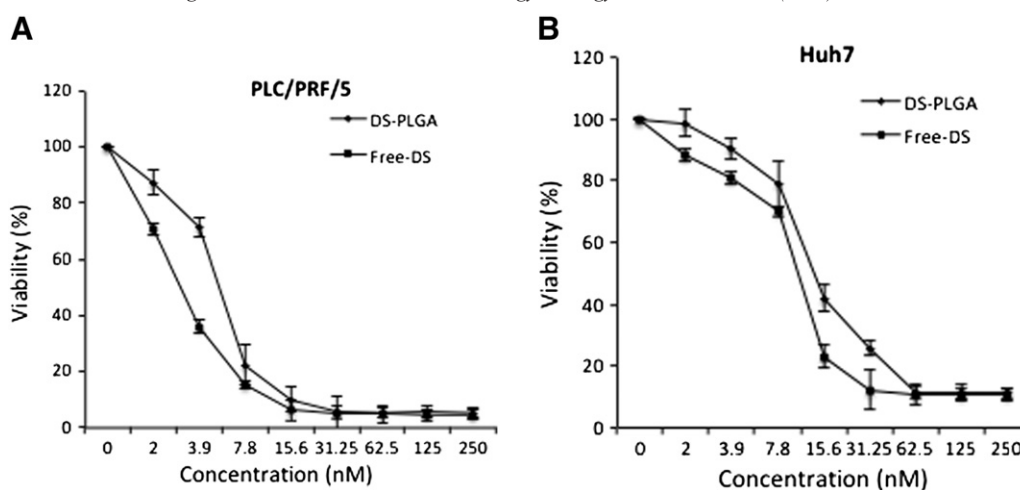 A
PLC/PRF/5
DS-PLGA
Free-DS
Viability (%)
120
100
80
60
40
20
0
0 2 3.9 7.8 15.6 31.25 62.5 125 250
Concentration (nM)
B
Huh7
DS-PLGA
Free-DS
Viability (%)
120
100
80
60
40
20
0
0 2 3.9 7.8 15.6 31.25 62.5 125 250
Concentration (nM)